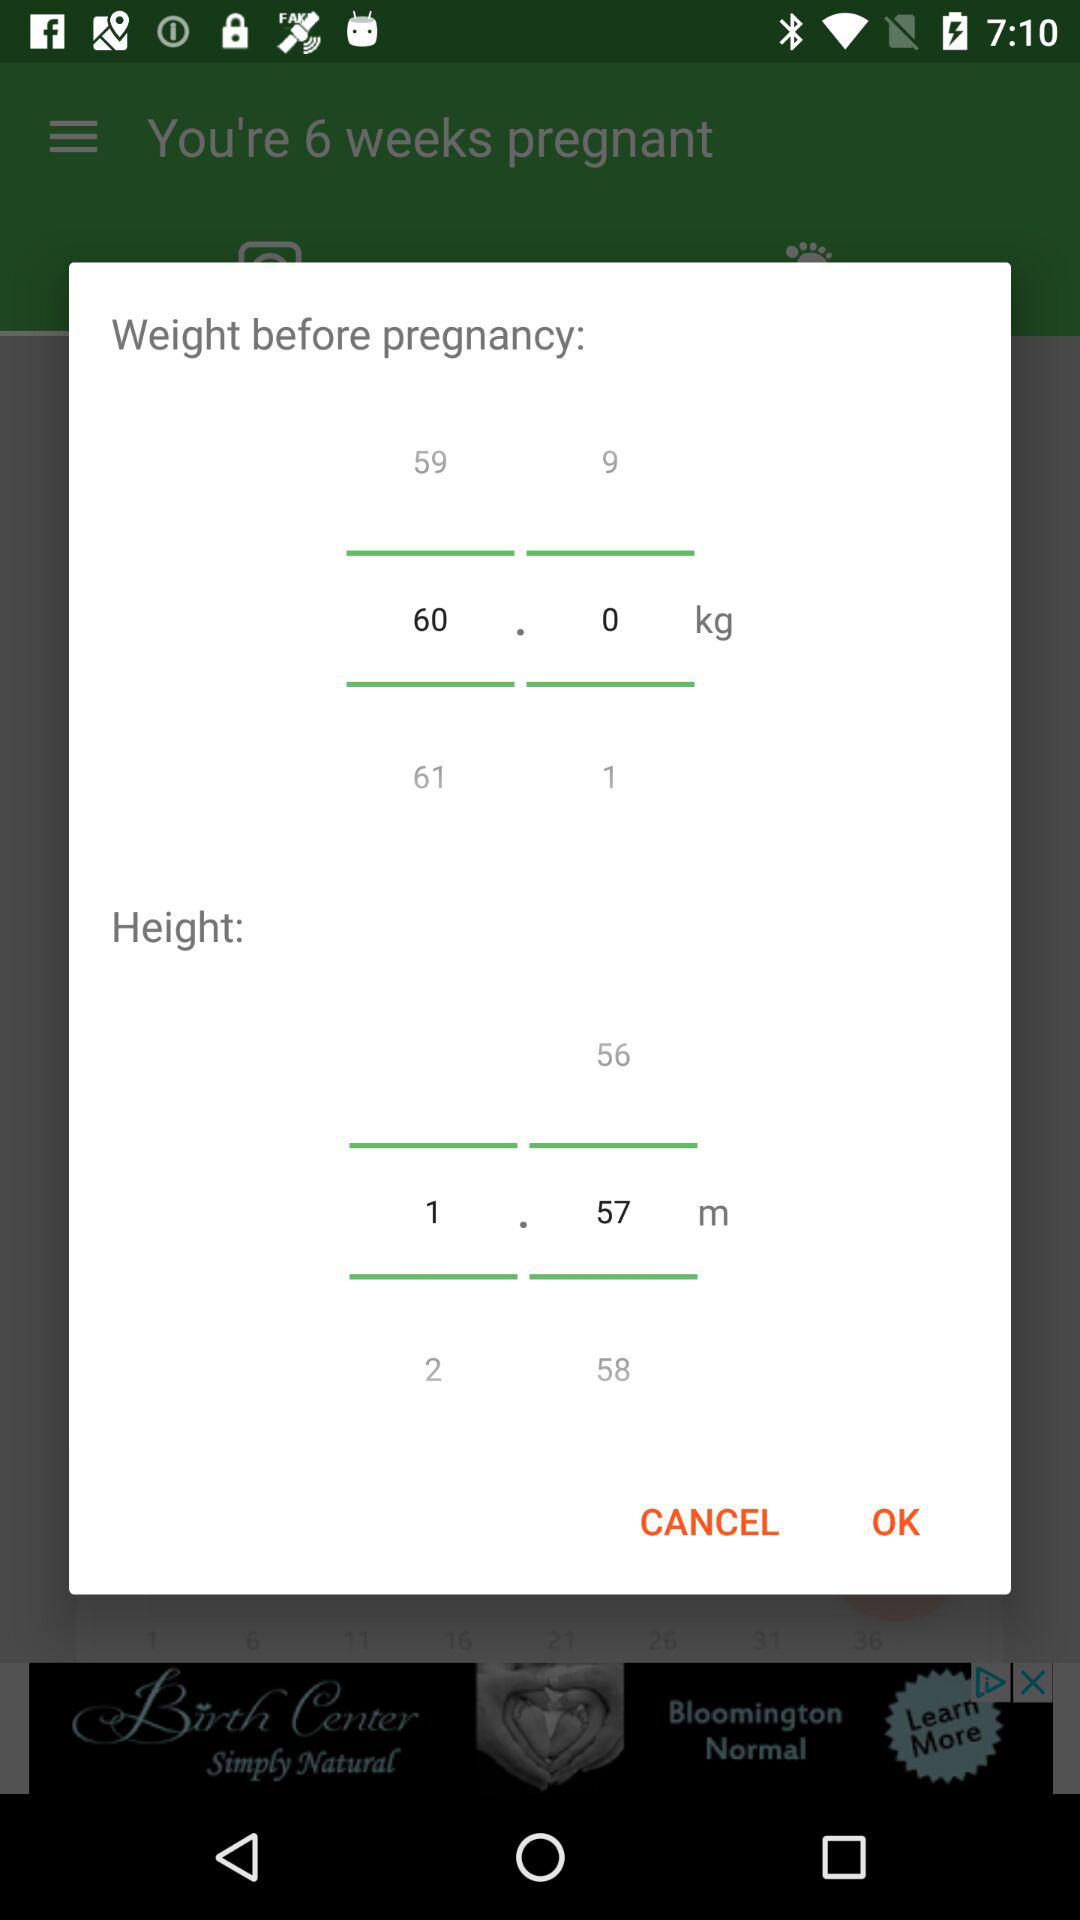 FAKE
7:10
You're 6 weeks pregnant
Weight before pregnancy:
59 9
60 . 0 kg
61 1
Height:
56
1 . 57 m
2 58
CANCEL OK
1 6 11 16 21 26 31 36
Birth Center
Simply Natural
Bloomington
Normal
Learn
More